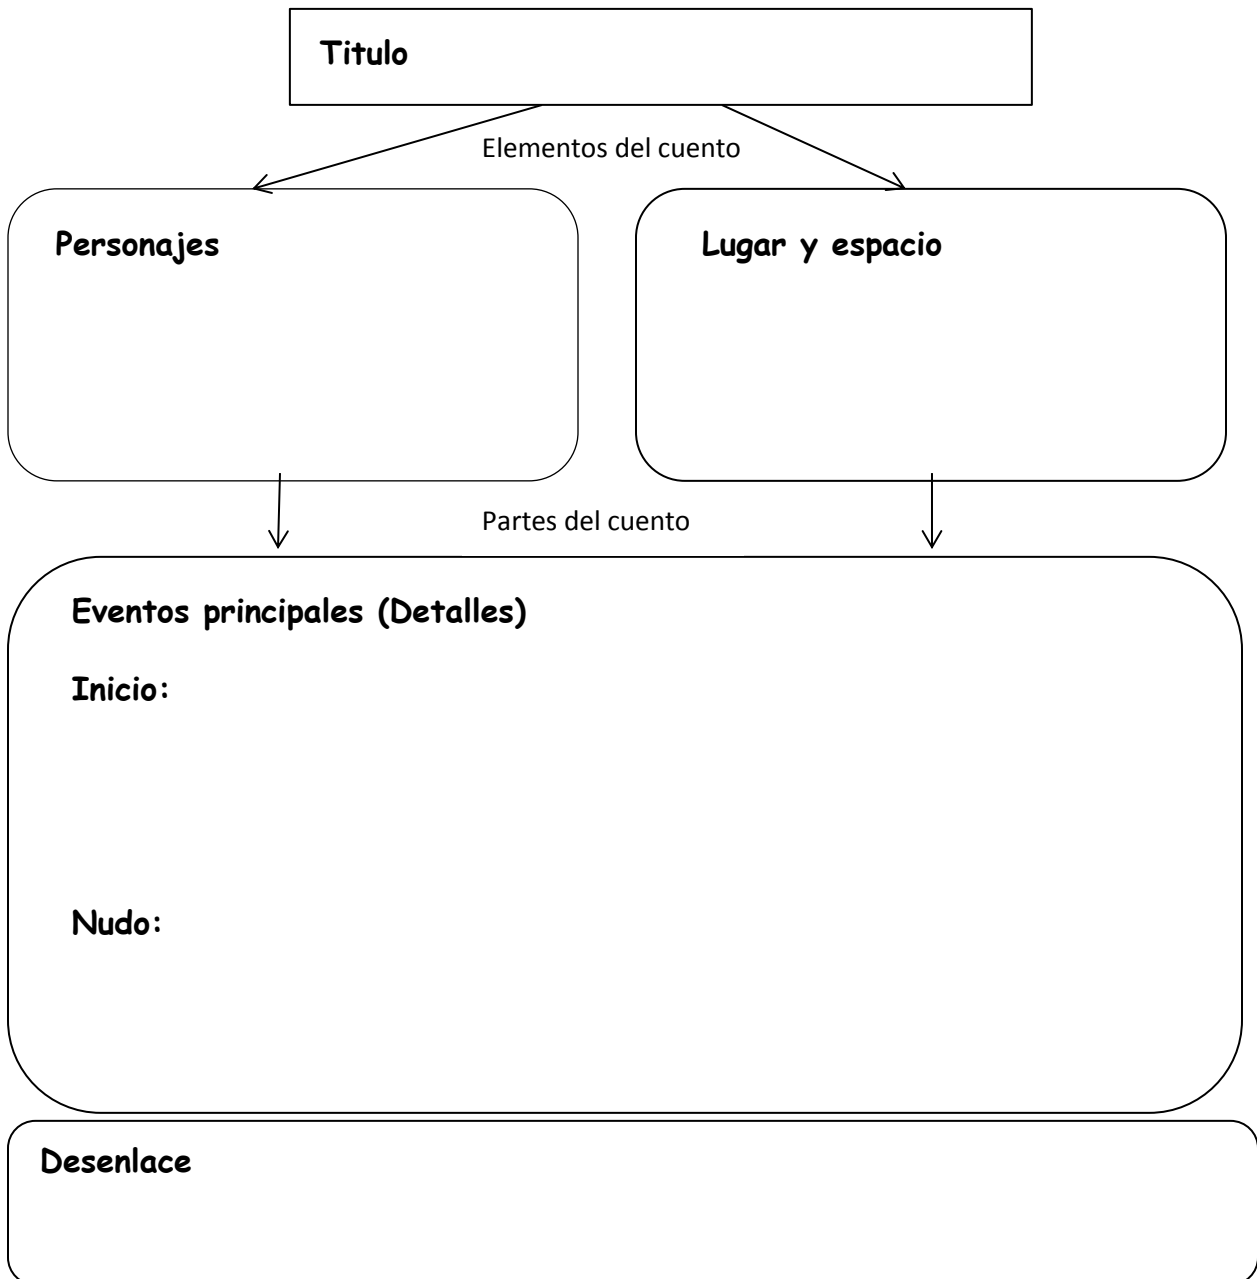 Titulo
Elementos del cuento
Personajes
Lugar y espacio
Partes del cuento
Eventos principales (Detalles)
Inicio:
Nudo:
Desenlace